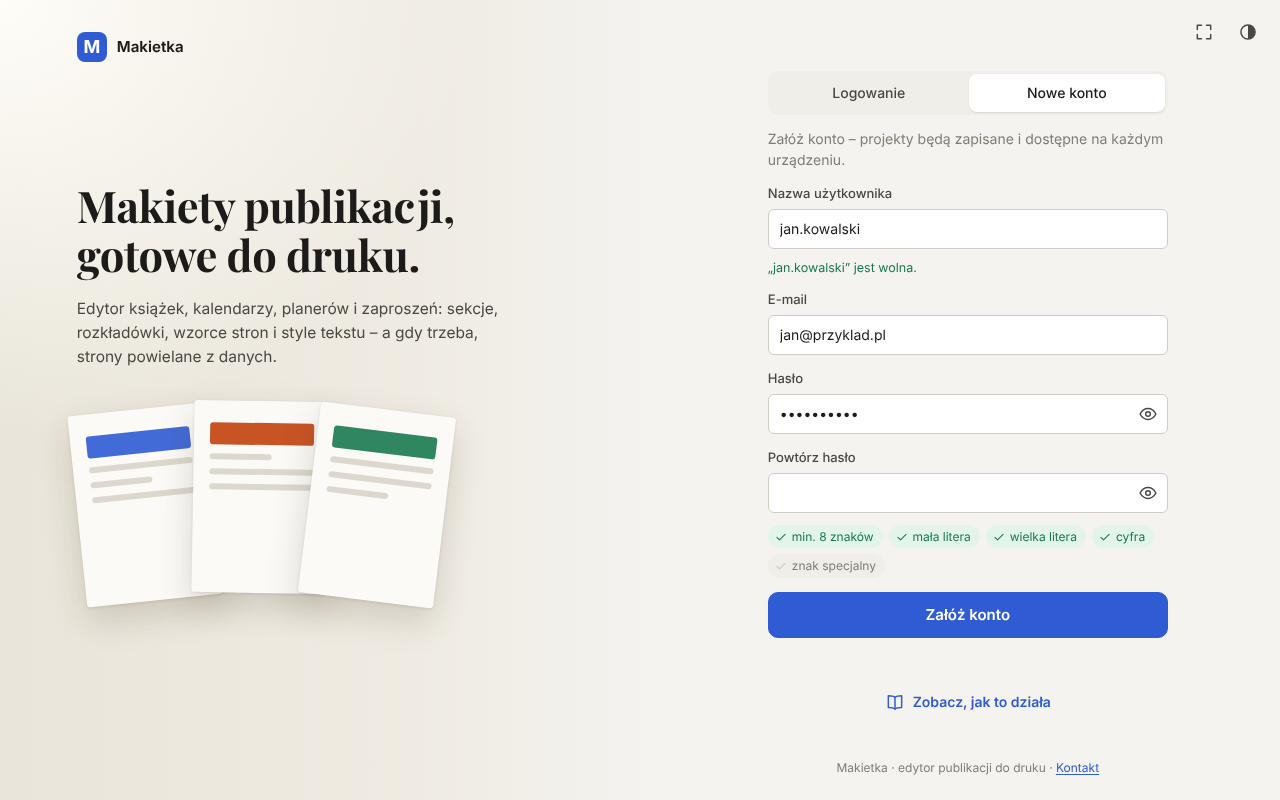 M Makietka
Makiety publikacji,
gotowe do druku.
Edytor książek, kalendarzy, planerów i zaproszeń: sekcje,
rozkładówki, wzorce stron i style tekstu – a gdy trzeba,
strony powielane z danych.
Logowanie
Nowe konto
Załóż konto – projekty będą zapisane i dostępne na każdym
urządzeniu.
Nazwa użytkownika
jan.kowalski
„jan.kowalski” jest wolna.
E-mail
jan@przyklad.pl
Hasło
••••••••••
Powtórz hasło
min. 8 znaków
mała litera
wielka litera
cyfra
znak specjalny
Załóż konto
Zobacz, jak to działa
Makietka · edytor publikacji do druku · Kontakt